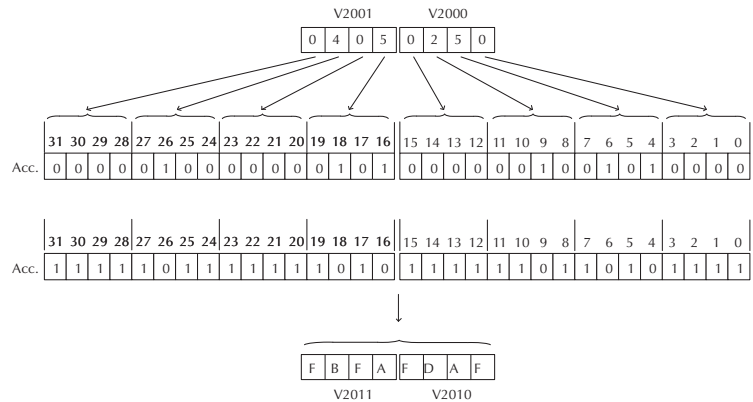 V2001 V2000
0 4 0 5 0 2 5 0
31 30 29 28 27 26 25 24 23 22 21 20 19 18 17 16 15 14 13 12 11 10 9 8 7 6 5 4 3 2 1 0
Acc. 0 0 0 0 0 1 0 0 0 0 0 0 0 1 0 1 0 0 0 0 0 0 1 0 0 1 0 1 0 0 0 0
31 30 29 28 27 26 25 24 23 22 21 20 19 18 17 16 15 14 13 12 11 10 9 8 7 6 5 4 3 2 1 0
Acc. 1 1 1 1 1 0 1 1 1 1 1 1 1 0 1 0 1 1 1 1 1 1 0 1 1 0 1 0 1 1 1 1
F B F A F D A F
V2011 V2010